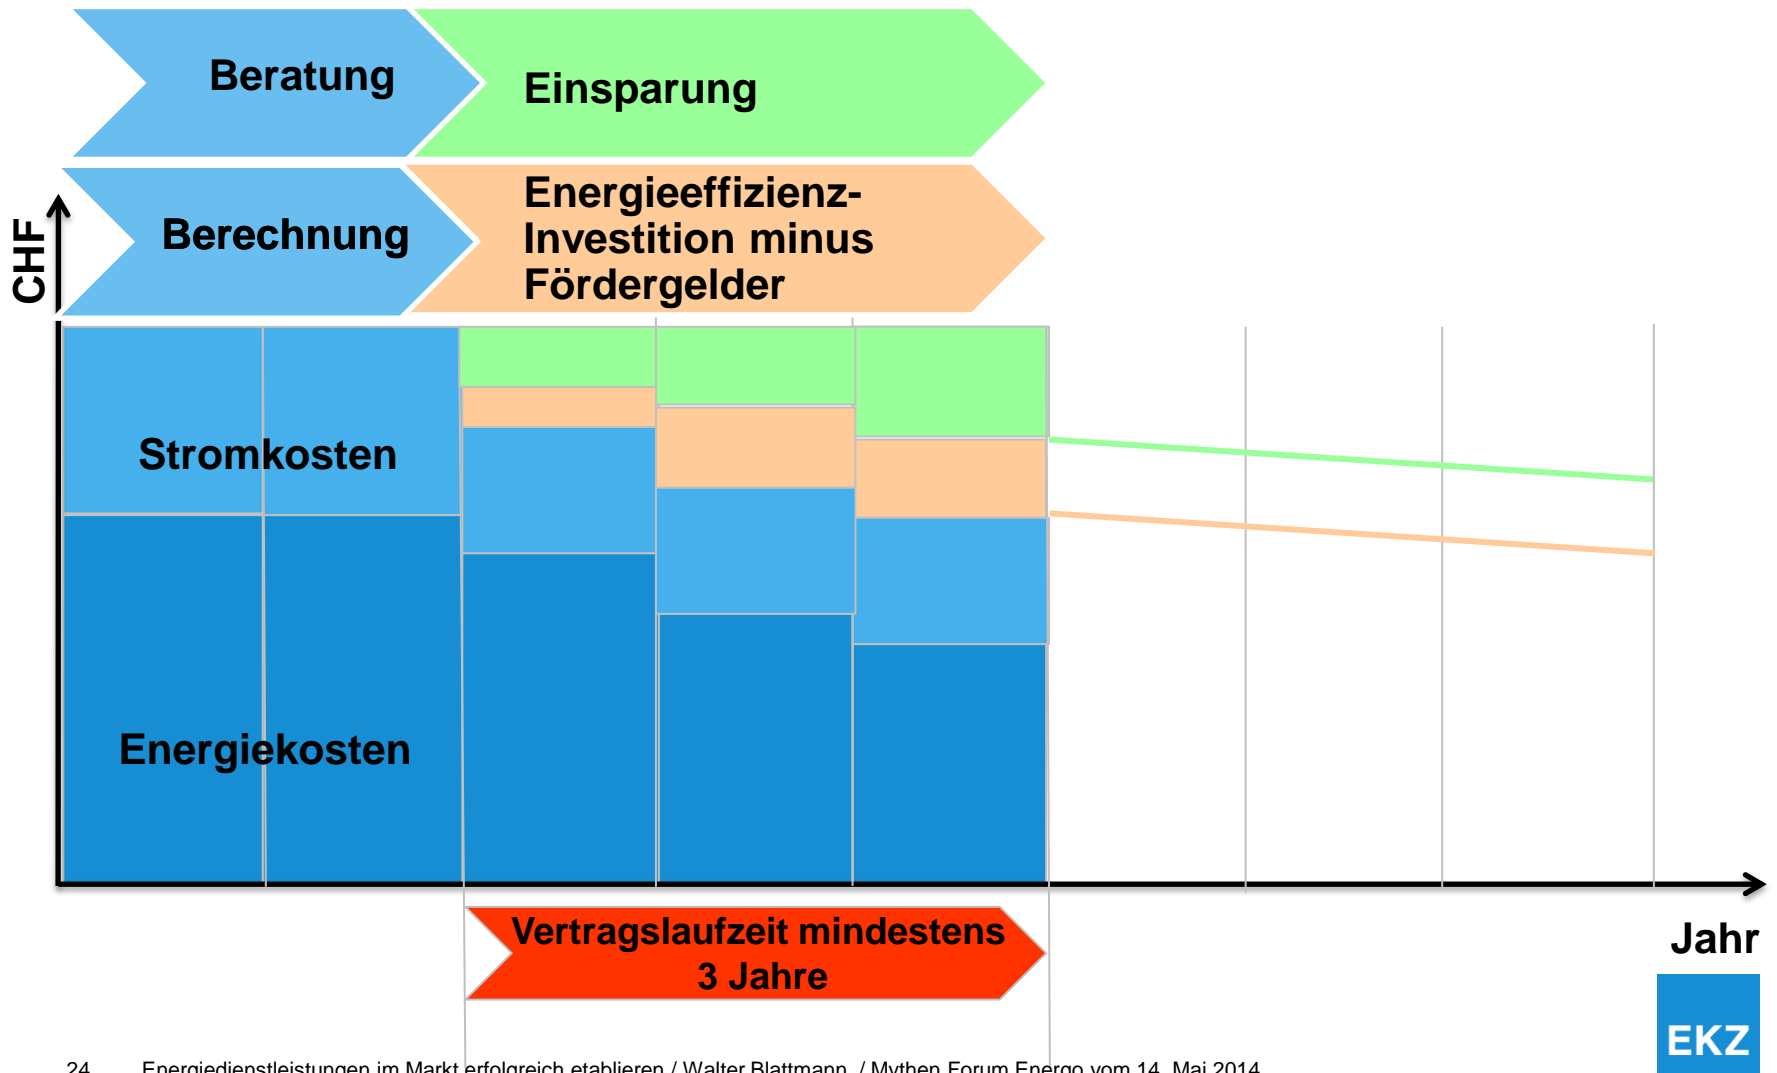 Beratung
Einsparung
Berechnung
Energieeffizienz-
Investition minus
Fördergelder
CHF
Stromkosten
Energiekosten
Vertragslaufzeit mindestens
3 Jahre
Jahr
EKZ
24 Energiedienstleistungen im Markt erfolgreich etablieren / Walter Blattmann / Mythen Forum Energo vom 14. Mai 2014